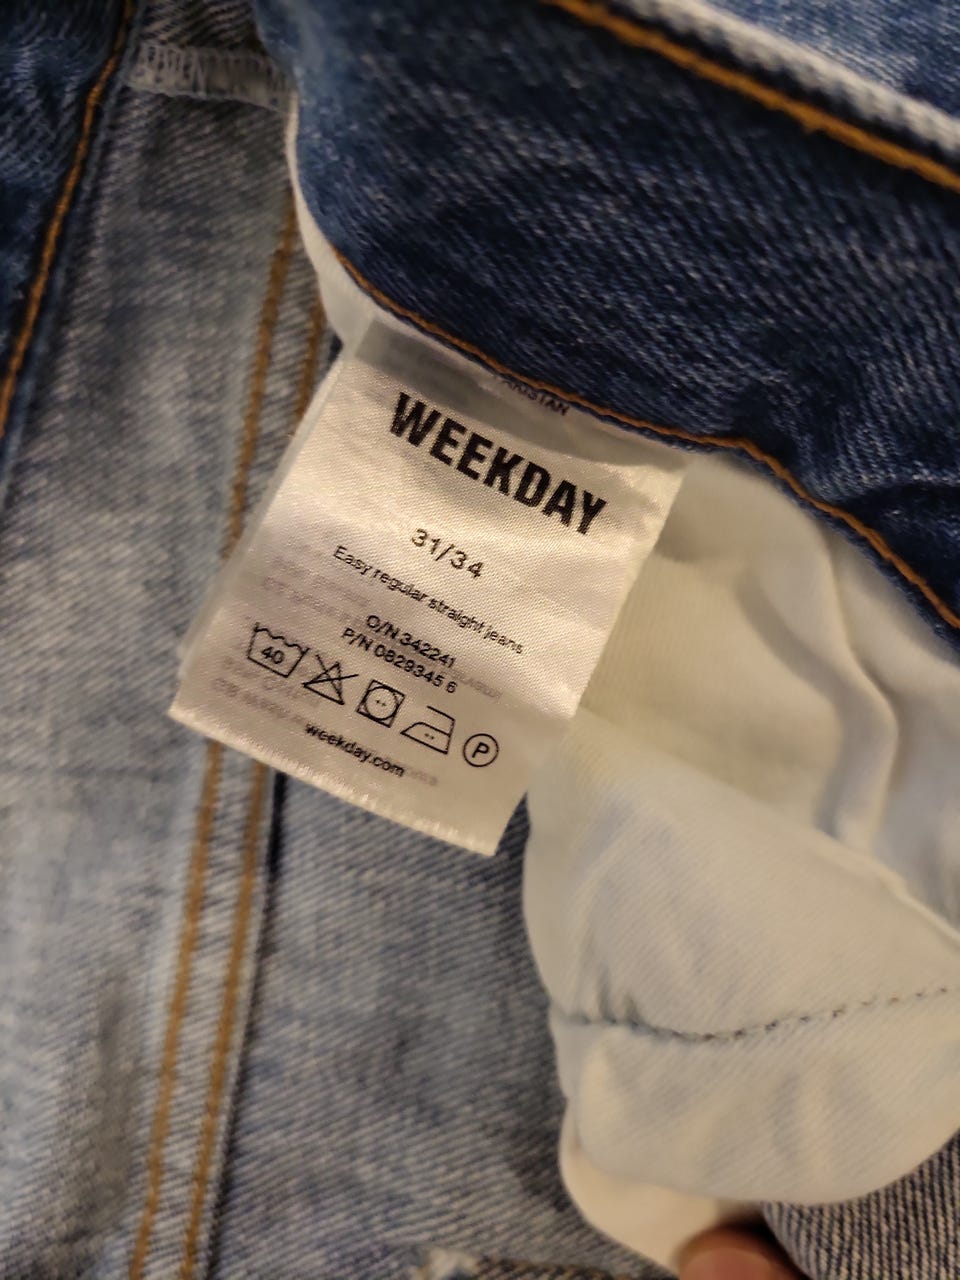 WEEKDAY
31/34
Easy regular straight jeans
O/N 342241
P/N 0829345 6
40
P
weekday.com